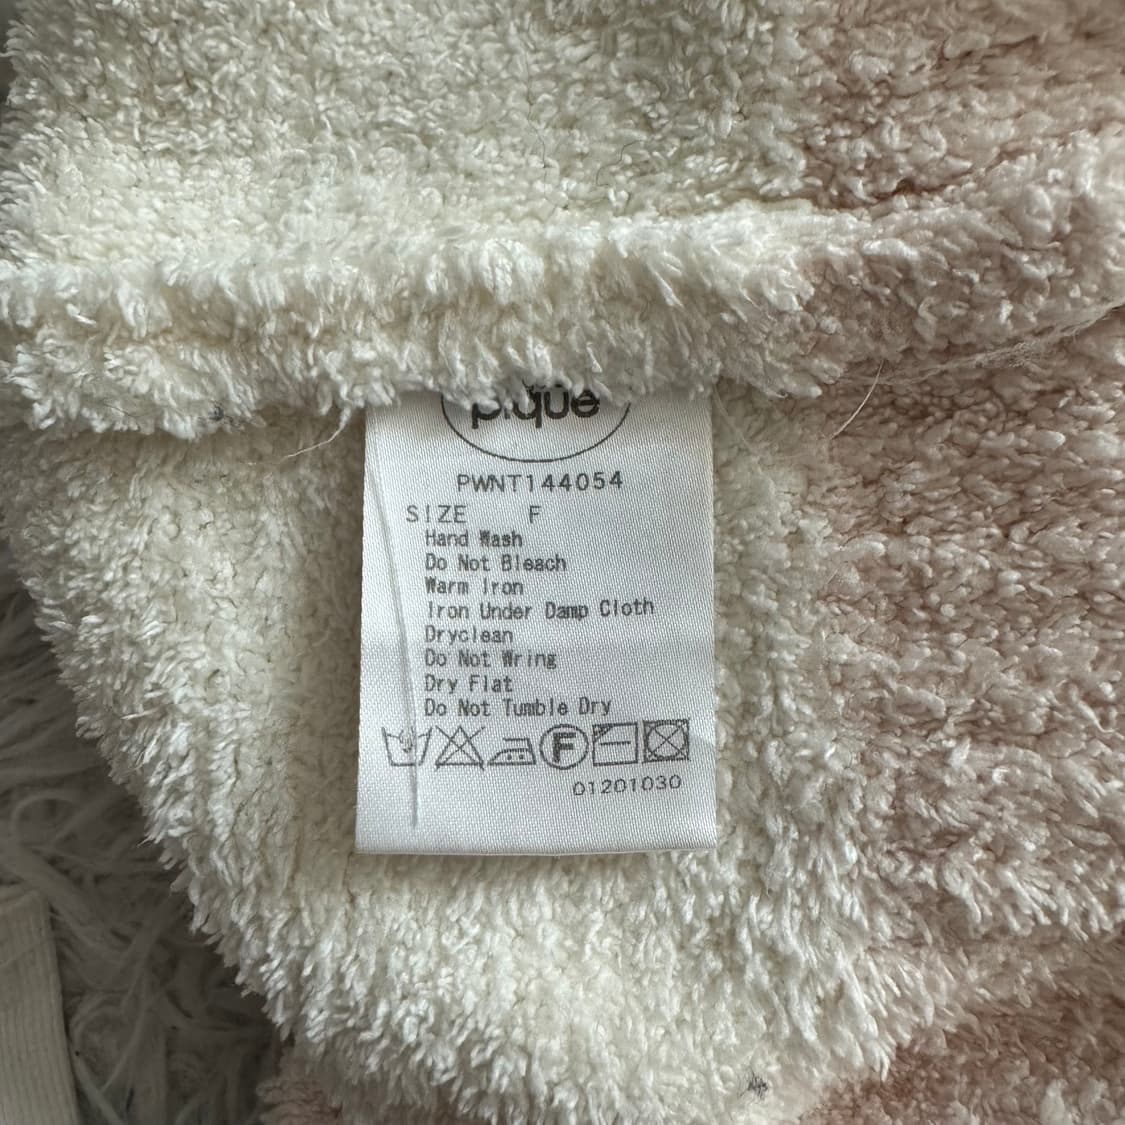 pique
PWNT144054
SIZE F
Hand Wash
Do Not Bleach
Warm Iron
Iron Under Damp Cloth
Dryclean
Do Not Wring
Dry Flat
Do Not Tumble Dry
F
01201030